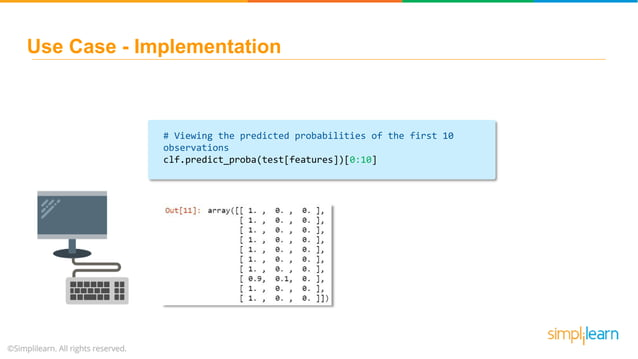 Use Case - Implementation
# Viewing the predicted probabilities of the first 10
observations
clf.predict_proba(test[features])[0:10]
Out[11]: array([[ 1. , 0. , 0. ],
[ 1. , 0. , 0. ],
[ 1. , 0. , 0. ],
[ 1. , 0. , 0. ],
[ 1. , 0. , 0. ],
[ 1. , 0. , 0. ],
[ 1. , 0. , 0. ],
[ 0.9, 0.1, 0. ],
[ 1. , 0. , 0. ],
[ 1. , 0. , 0. ]])
©Simplilearn. All rights reserved.
simplilearn